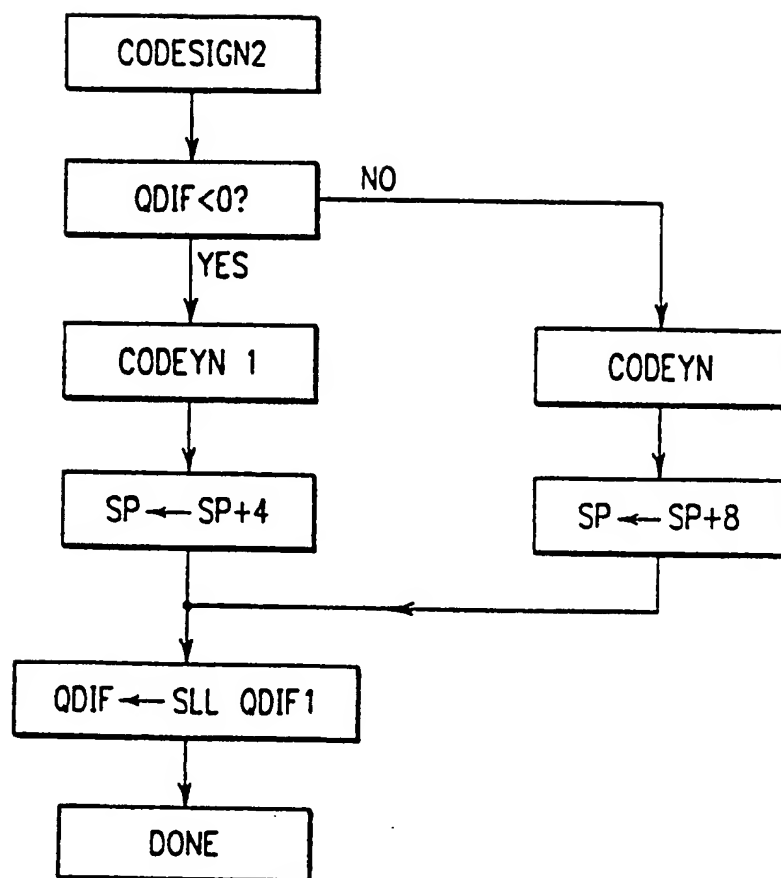 CODESIGN2
QDIF<0?
NO
YES
CODEYN 1
CODEYN
SP ← SP+4
SP ← SP+8
QDIF ← SLL QDIF1
DONE